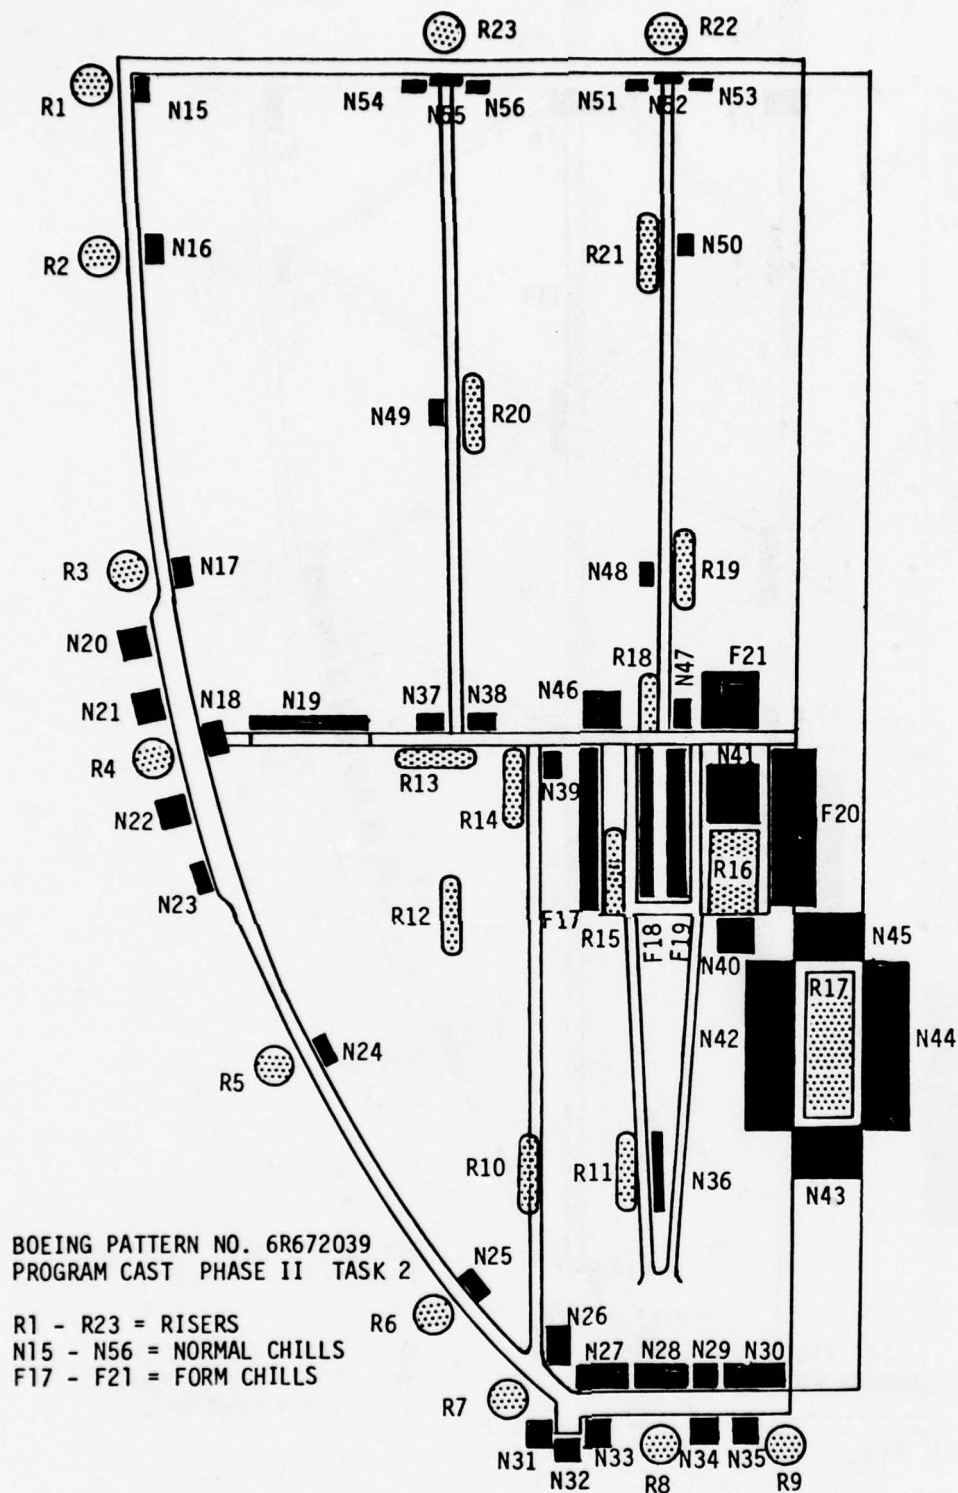 R23
R22
R1
N15
N54
N55
N56
N51
N52
N53
R2
N16
R21
N50
N49
R20
R3
N17
N48
R19
N20
R18
N47
F21
N21
N18
N19
N37
N38
N46
R4
R13
N39
N41
N22
R14
F20
N23
R12
F17
R15
F18
F19
R16
N40
N45
R17
N24
N42
N44
R5
R10
R11
N36
N43
BOEING PATTERN NO. 6R672039
PROGRAM CAST PHASE II TASK 2
R1 - R23 = RISERS
N15 - N56 = NORMAL CHILLS
F17 - F21 = FORM CHILLS
N25
R6
N26
N27
N28
N29
N30
R7
N31
N32
N33
R8
N34
N35
R9